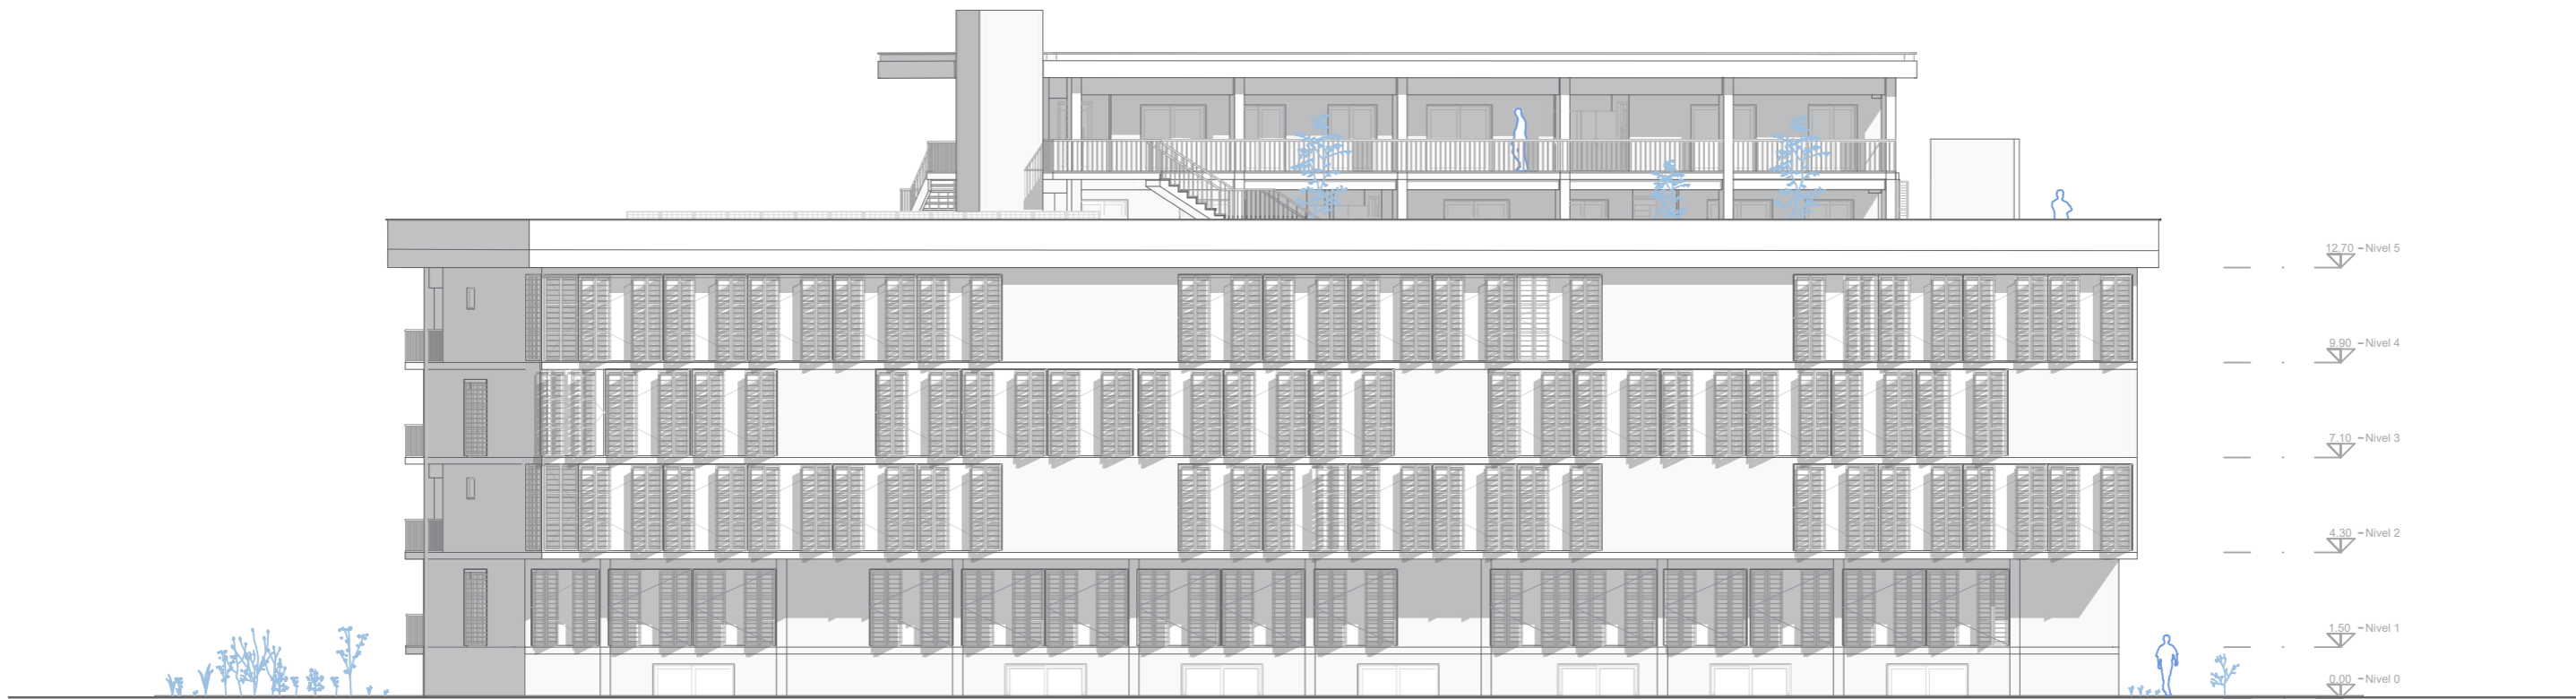 12.70 – Nivel 5
9.90 – Nivel 4
7.10 – Nivel 3
4.30 – Nivel 2
1.50 – Nivel 1
0.00 – Nivel 0